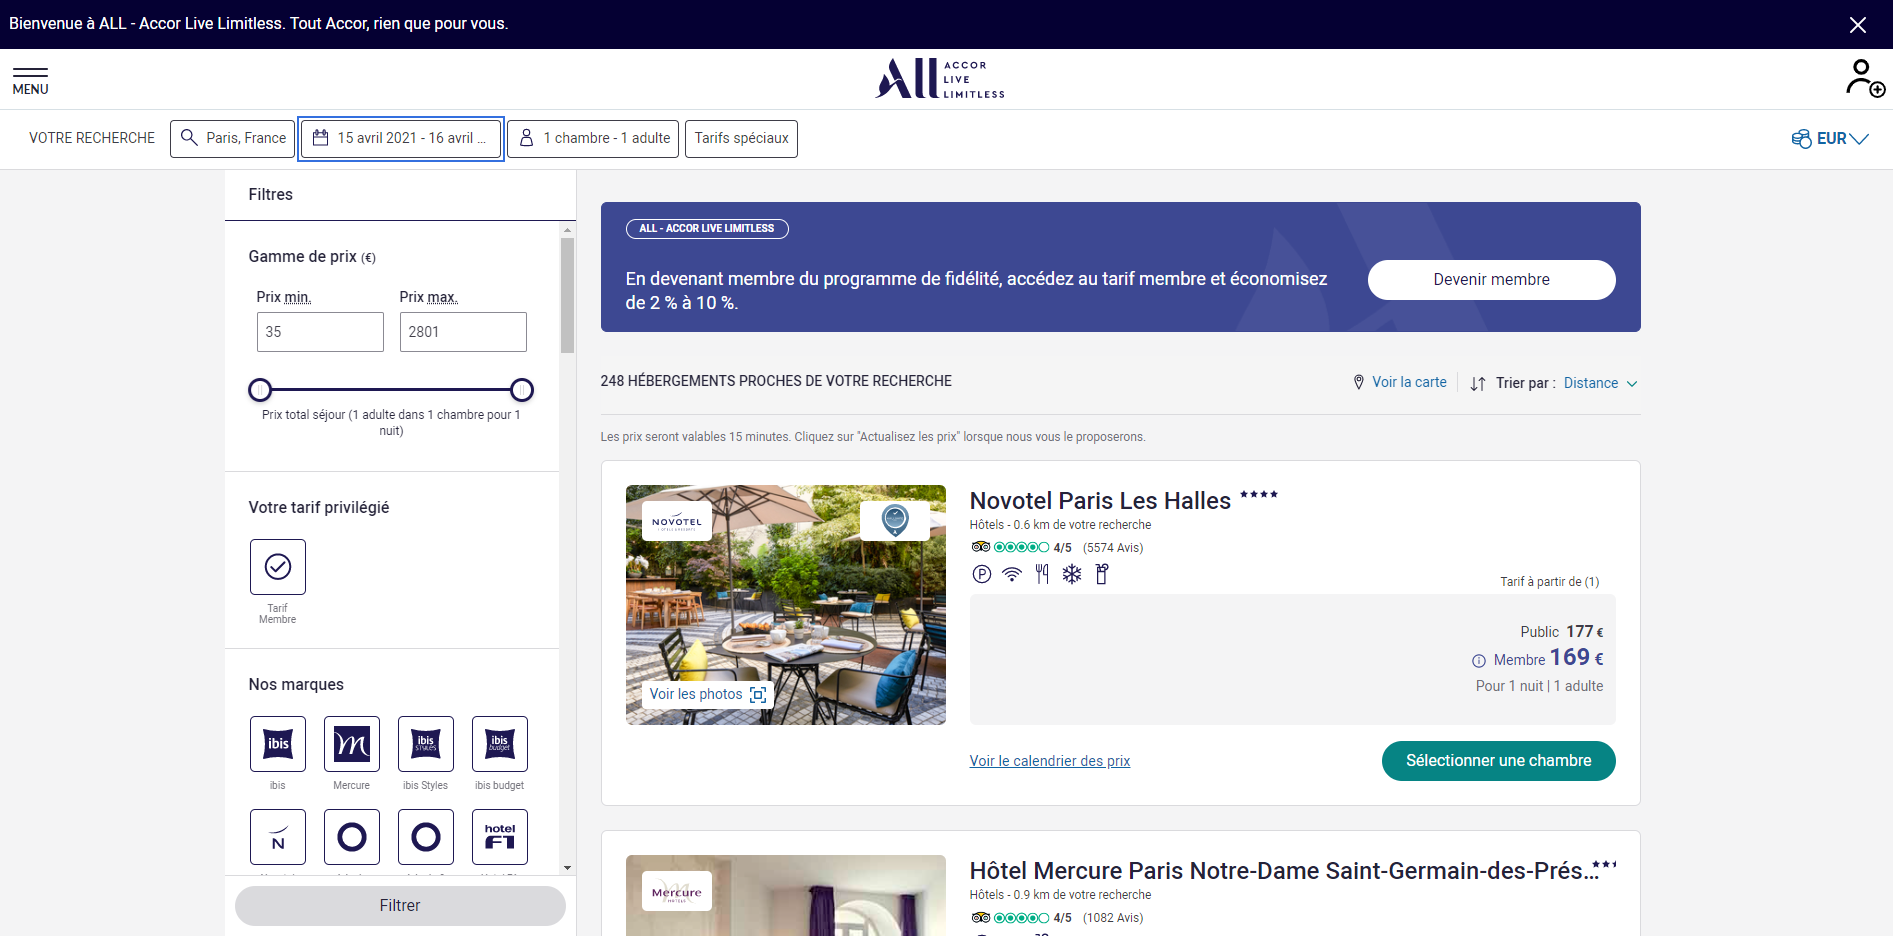 Bienvenue à ALL - Accor Live Limitless. Tout Accor, rien que pour vous.
MENU
ALL ACCOR
LIVE
LIMITLESS
VOTRE RECHERCHE
Paris, France
15 avril 2021 - 16 avril ...
1 chambre - 1 adulte
Tarifs spéciaux
EUR
Filtres
Gamme de prix (€)
Prix min.
Prix max.
35
2801
Prix total séjour (1 adulte dans 1 chambre pour 1
nuit)
Votre tarif privilégié
Tarif
Membre
Nos marques
ibis
M
ibis
STYLES
ibis
budget
ibis
Mercure
ibis Styles
ibis budget
N
hotel
F1
Filtrer
ALL - ACCOR LIVE LIMITLESS
En devenant membre du programme de fidélité, accédez au tarif membre et économisez
de 2 % à 10 %.
Devenir membre
248 HÉBERGEMENTS PROCHES DE VOTRE RECHERCHE
Voir la carte
Trier par :
Distance
Les prix seront valables 15 minutes. Cliquez sur "Actualisez les prix" lorsque nous vous le proposerons.
NOVOTEL
Voir les photos
Novotel Paris Les Halles
Hôtels - 0.6 km de votre recherche
4/5 (5574 Avis)
P
Tarif à partir de (1)
Public 177 €
Membre 169 €
Pour 1 nuit | 1 adulte
Voir le calendrier des prix
Sélectionner une chambre
Mercure
HOTELS
Hôtel Mercure Paris Notre-Dame Saint-Germain-des-Prés...
Hôtels - 0.9 km de votre recherche
4/5 (1082 Avis)